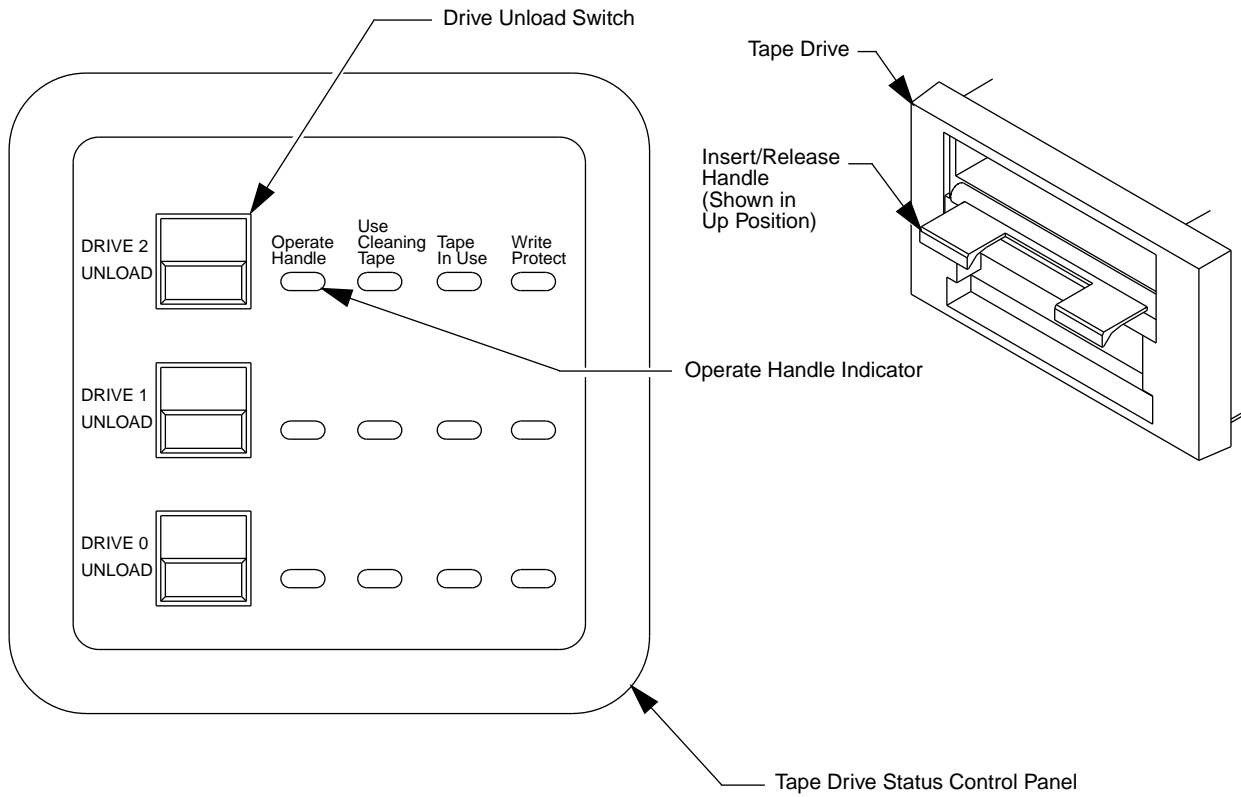 Drive Unload Switch
Tape Drive
Insert/Release
Handle
(Shown in
Up Position)
DRIVE 2
UNLOAD
Operate
Handle
Use
Cleaning
Tape
Tape
In Use
Write
Protect
Operate Handle Indicator
DRIVE 1
UNLOAD
DRIVE 0
UNLOAD
Tape Drive Status Control Panel